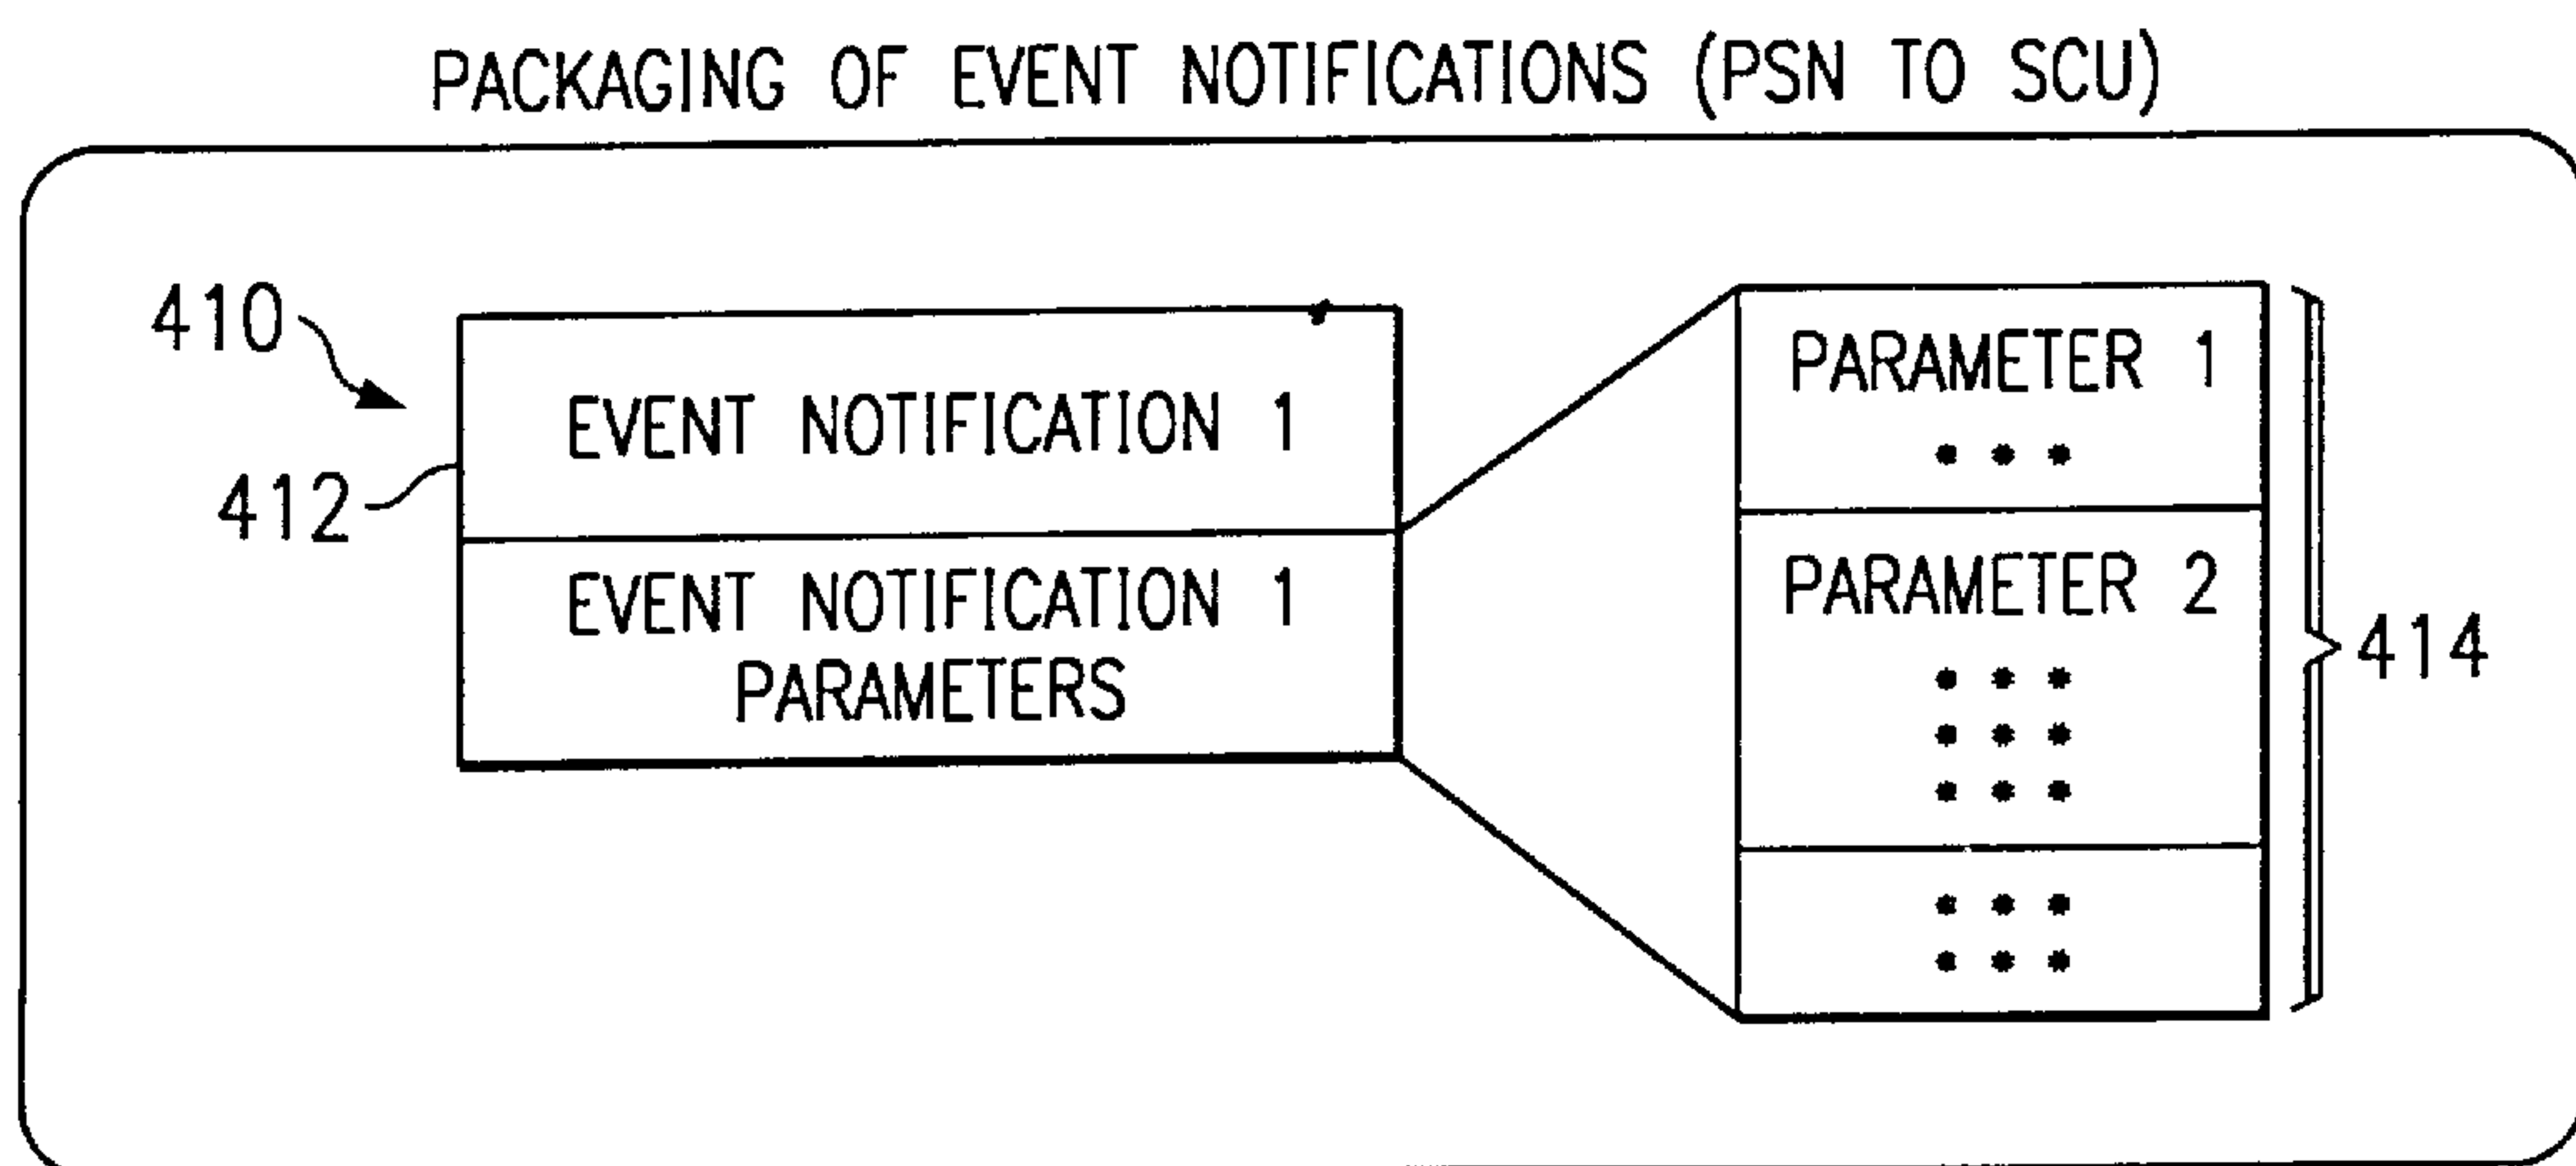 PACKAGING OF EVENT NOTIFICATIONS (PSN TO SCU)
410
412
EVENT NOTIFICATION 1
EVENT NOTIFICATION 1
PARAMETERS
PARAMETER 1
• • •
PARAMETER 2
• • •
• • •
• • •
• • •
• • •
414